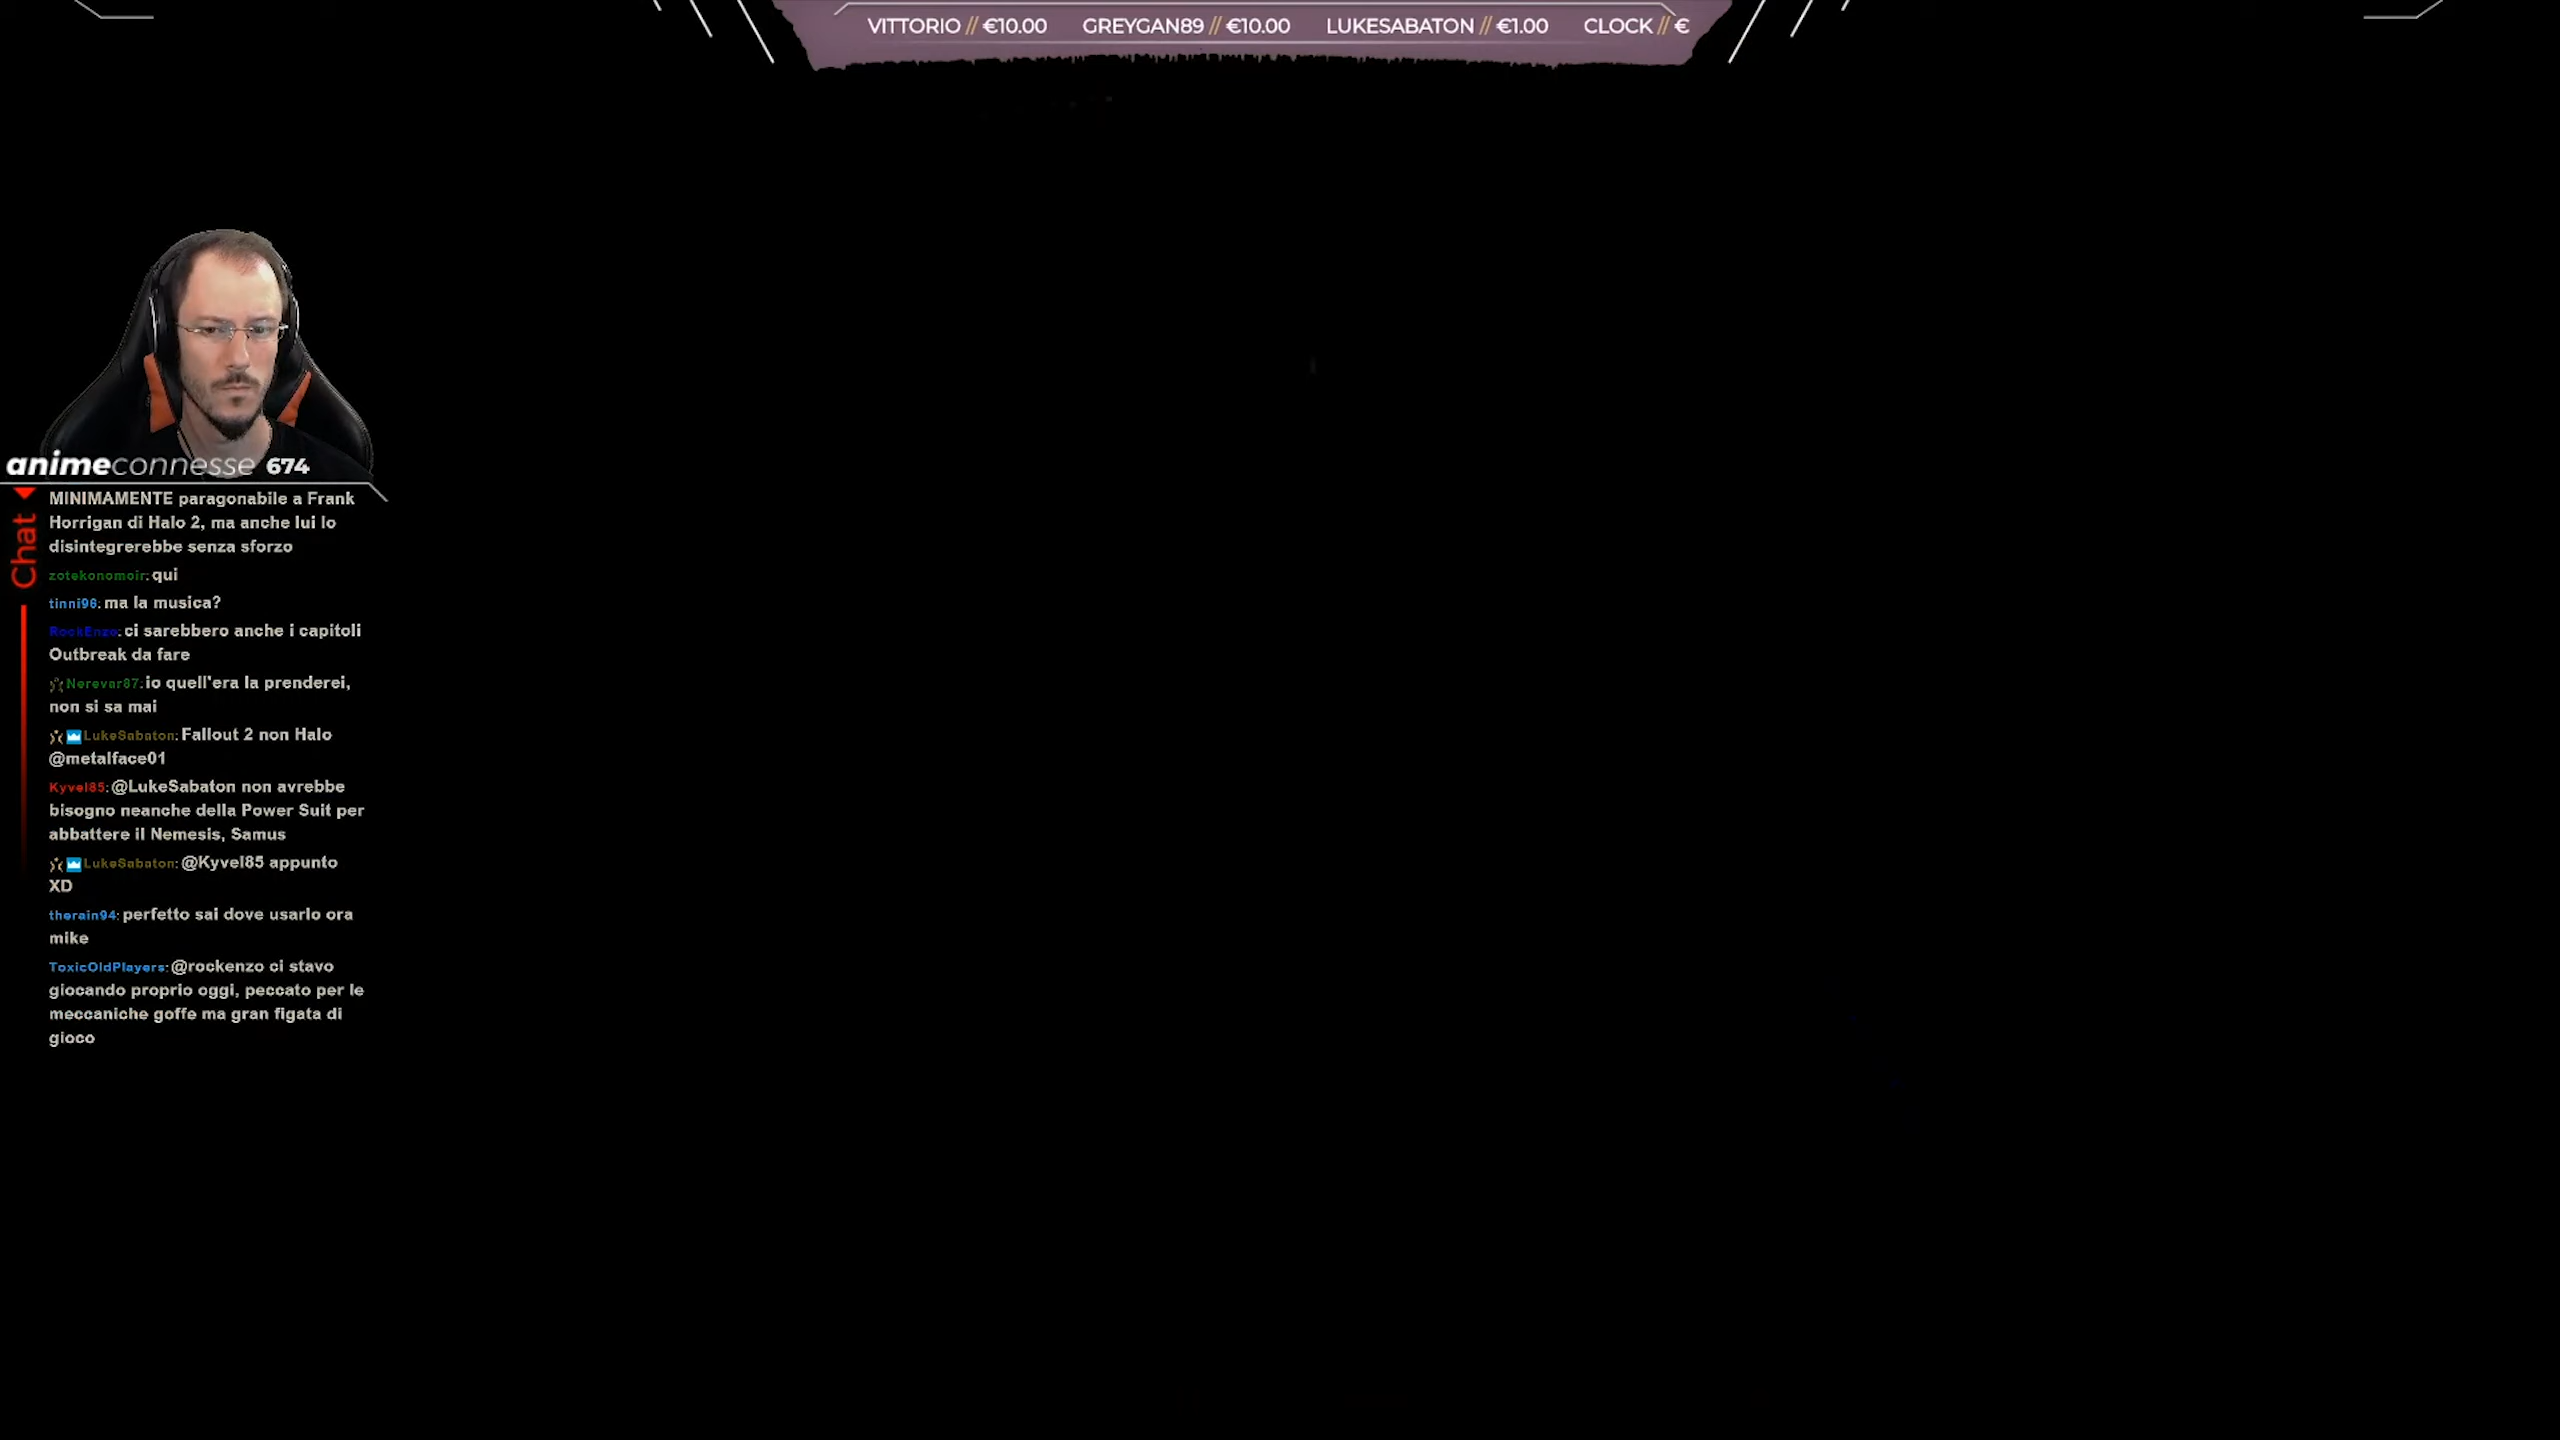 VITTORIO // €10.00 GREYGAN89 // €10.00 LUKESABATON // €1.00 CLOCK // €
animeconnesse 674
Chat
MINIMAMENTE paragonabile a Frank
Horrigan di Halo 2, ma anche lui lo
disintegrerebbe senza sforzo
zotekonomoir: qui
tinni96: ma la musica?
RockEnzo: ci sarebbero anche i capitoli
Outbreak da fare
Nerevar87: io quell'era la prenderei,
non si sa mai
LukeSabaton: Fallout 2 non Halo
@metalface01
Kyvel85: @LukeSabaton non avrebbe
bisogno neanche della Power Suit per
abbattere il Nemesis, Samus
LukeSabaton: @Kyvel85 appunto
XD
therain94: perfetto sai dove usarlo ora
mike
ToxicOldPlayers: @rockenzo ci stavo
giocando proprio oggi, peccato per le
meccaniche goffe ma gran figata di
gioco